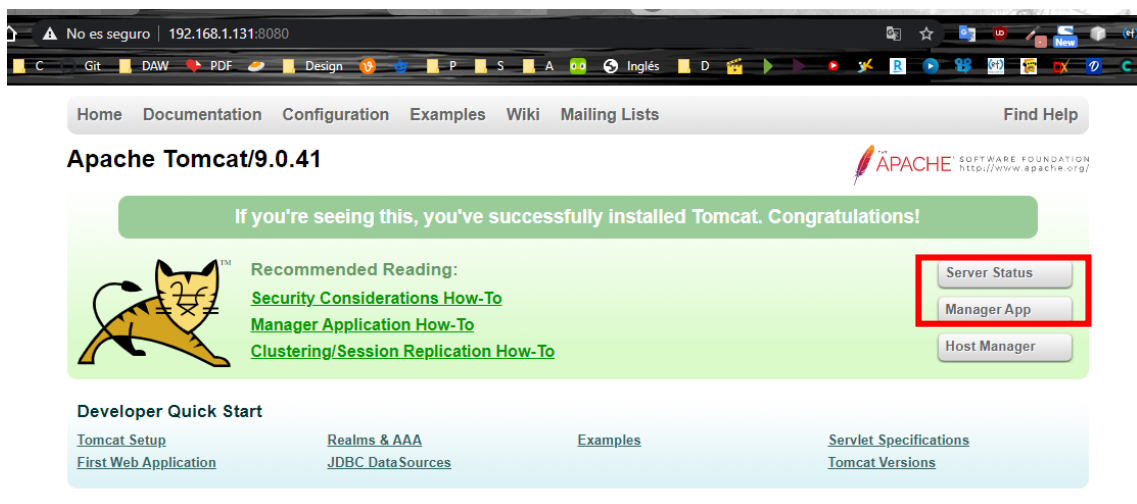 No es seguro | 192.168.1.131:8080
New
C Git DAW PDF Design P S A Inglés D
Home Documentation Configuration Examples Wiki Mailing Lists Find Help
Apache Tomcat/9.0.41
THE APACHE SOFTWARE FOUNDATION
http://www.apache.org/
If you're seeing this, you've successfully installed Tomcat. Congratulations!
TM
Recommended Reading:
Security Considerations How-To
Manager Application How-To
Clustering/Session Replication How-To
Server Status
Manager App
Host Manager
Developer Quick Start
Tomcat Setup Realms & AAA Examples Servlet Specifications
First Web Application JDBC DataSources Tomcat Versions